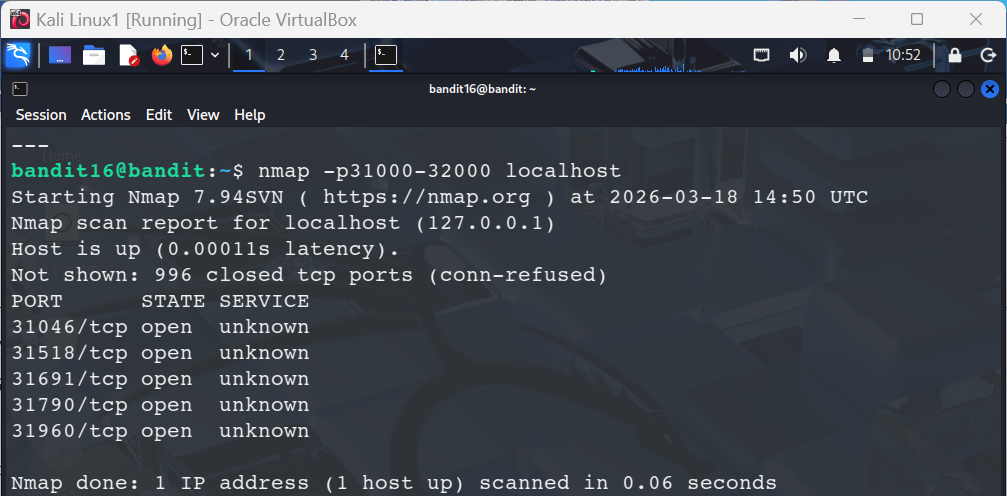 Kali Linux1 [Running] - Oracle VirtualBox
1 2 3 4 10:52
bandit16@bandit: ~
Session Actions Edit View Help
---
bandit16@bandit:~$ nmap -p31000-32000 localhost
Starting Nmap 7.94SVN ( https://nmap.org ) at 2026-03-18 14:50 UTC
Nmap scan report for localhost (127.0.0.1)
Host is up (0.00011s latency).
Not shown: 996 closed tcp ports (conn-refused)
PORT      STATE SERVICE
31046/tcp open  unknown
31518/tcp open  unknown
31691/tcp open  unknown
31790/tcp open  unknown
31960/tcp open  unknown
Nmap done: 1 IP address (1 host up) scanned in 0.06 seconds